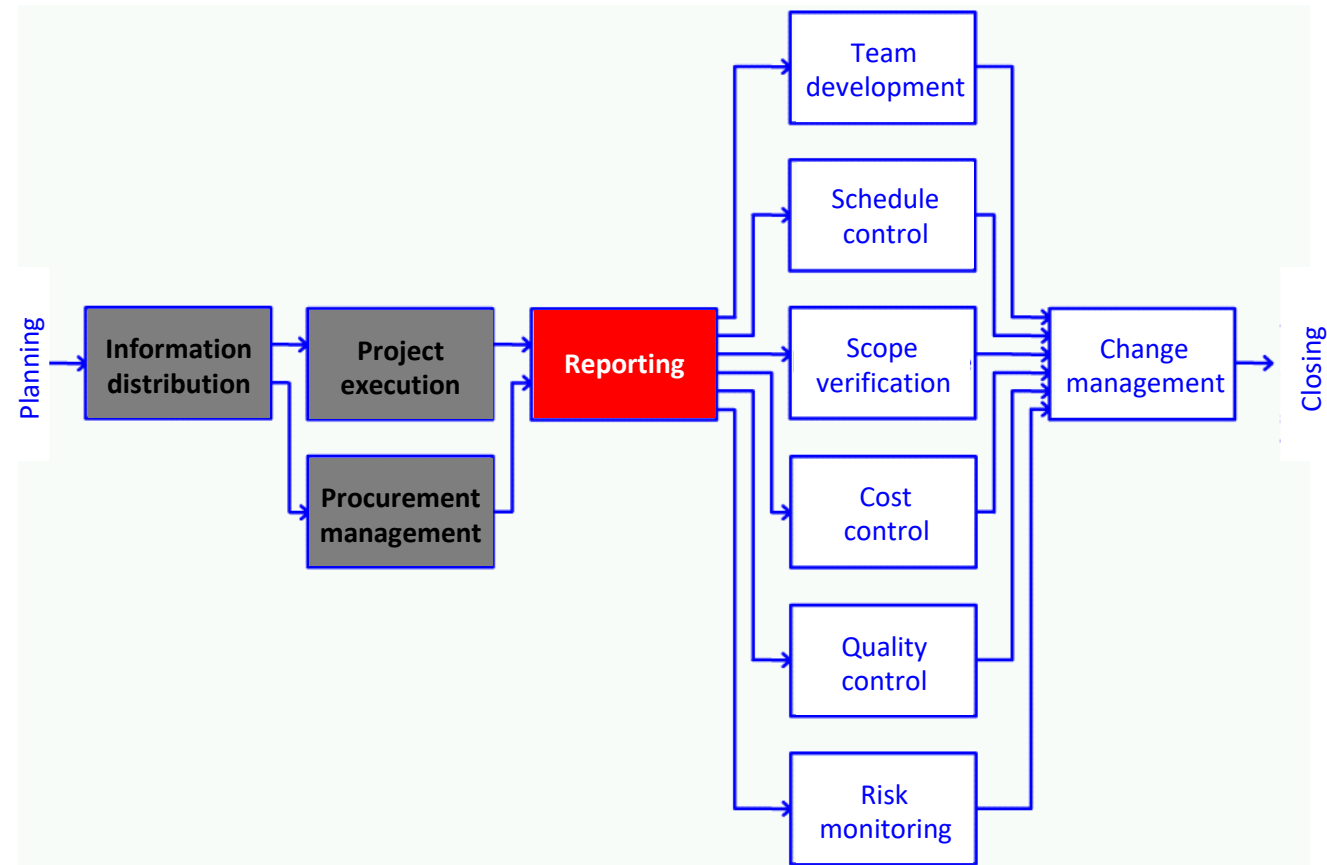 Planning
Information
distribution
Project
execution
Procurement
management
Reporting
Team
development
Schedule
control
Scope
verification
Cost
control
Quality
control
Risk
monitoring
Change
management
Closing